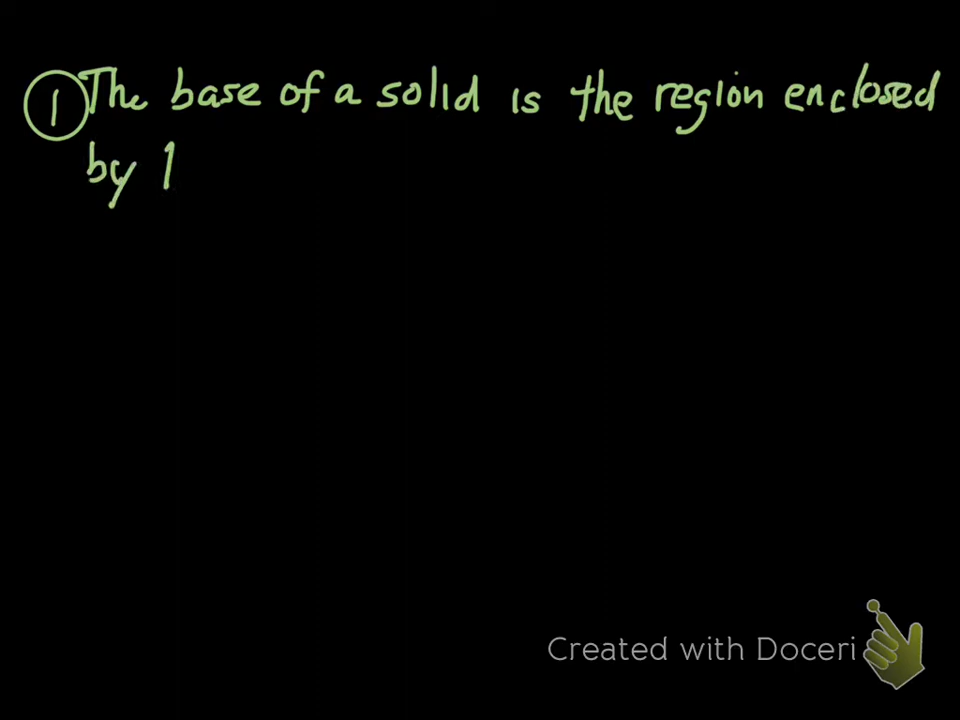 ① The base of a solid is the region enclosed
by 1
Created with Doceri